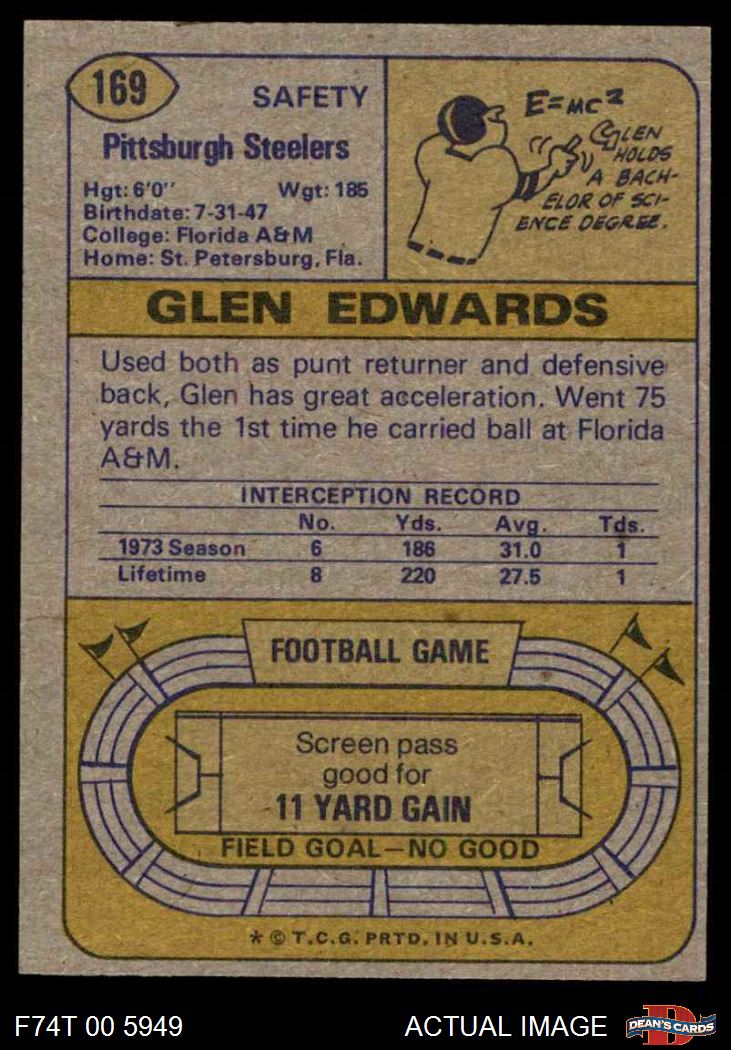 169
SAFETY
Pittsburgh Steelers
Hgt: 6'0" Wgt: 185
Birthdate: 7-31-47
College: Florida A&M
Home: St. Petersburg, Fla.
E=MC²
GLEN
HOLDS
A BACH-
ELOR OF SCI-
ENCE DEGREE.
GLEN EDWARDS
Used both as punt returner and defensive
back, Glen has great acceleration. Went 75
yards the 1st time he carried ball at Florida
A&M.
INTERCEPTION RECORD
No. Yds. Avg. Tds.
1973 Season 6 186 31.0 1
Lifetime 8 220 27.5 1
FOOTBALL GAME
Screen pass
good for
11 YARD GAIN
FIELD GOAL—NO GOOD
* © T.C.G. PRTD. IN U.S.A.
F74T 00 5949 ACTUAL IMAGE
D
DEAN'S CARDS